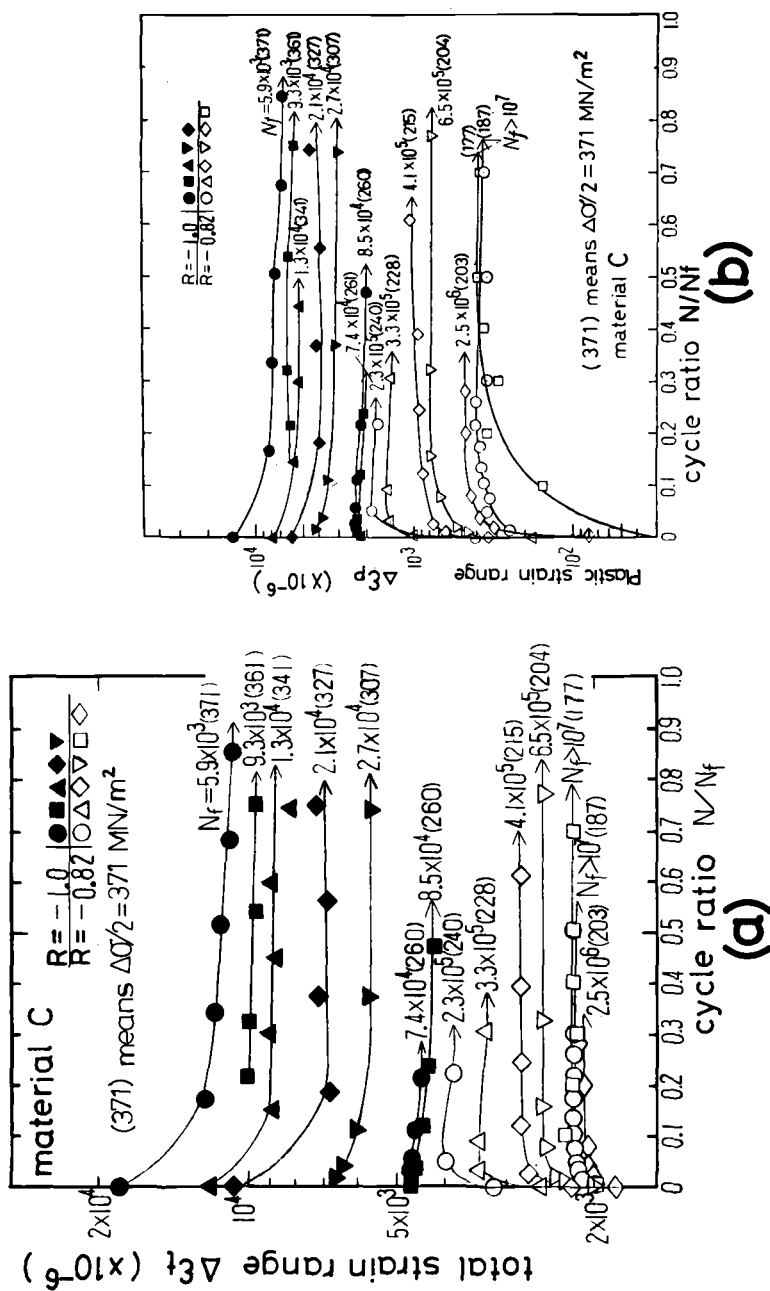 material C
R=-1.0 ●■▲◆▼
R=-0.82 ○△◇▽□◇
(371) means Δσ/2=371 MN/m²
Nf=5.9×10³(371)
9.3×10³(361)
1.3×10⁴(341)
2.1×10⁴(327)
2.7×10⁴(307)
7.4×10⁴(260)
8.5×10⁴(260)
2.3×10⁵(240)
3.3×10⁵(228)
4.1×10⁵(215)
6.5×10⁵(204)
Nf>10⁷(177)
Nf>10⁷(187)
2.5×10⁶(203)
2×10⁴
10⁴
5×10³
2×10³
total strain range Δεt (×10⁻⁶)
0 0.1 0.2 0.3 0.4 0.5 0.6 0.7 0.8 0.9 1.0
cycle ratio N/Nf
(a)
R=-1.0 ●■▲▼◆
R=-0.82 ○△◇▽◇□
Nf=5.9×10³(371)
9.3×10³(361)
1.3×10⁴(341)
2.1×10⁴(327)
2.7×10⁴(307)
7.4×10⁴(261)
8.5×10⁴(260)
2.3×10⁵(240)
3.3×10⁵(228)
4.1×10⁵(215)
6.5×10⁵(204)
2.5×10⁶(203)
(177)
(187)
Nf>10⁷
(371) means Δσ/2=371 MN/m²
material C
10⁴
10³
10²
Plastic strain range Δεp (×10⁻⁶)
0 0.1 0.2 0.3 0.4 0.5 0.6 0.7 0.8 0.9 1.0
cycle ratio N/Nf
(b)